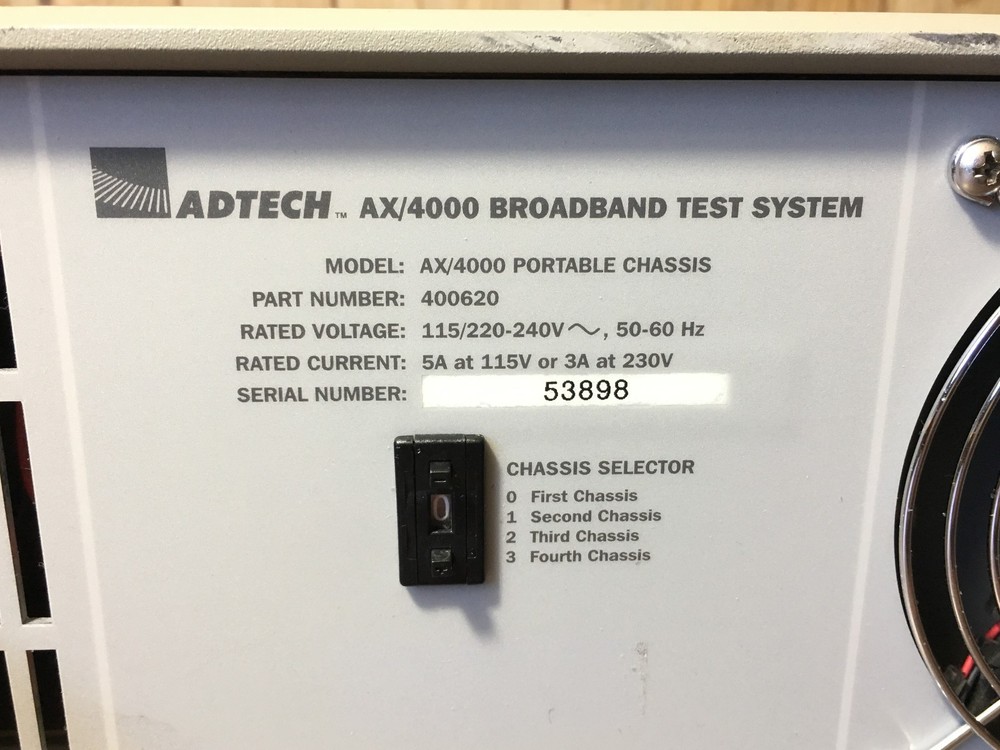 ADTECH™ AX/4000 BROADBAND TEST SYSTEM
MODEL: AX/4000 PORTABLE CHASSIS
PART NUMBER: 400620
RATED VOLTAGE: 115/220-240V∼, 50-60 Hz
RATED CURRENT: 5A at 115V or 3A at 230V
SERIAL NUMBER: 53898
CHASSIS SELECTOR
0 First Chassis
1 Second Chassis
2 Third Chassis
3 Fourth Chassis
0